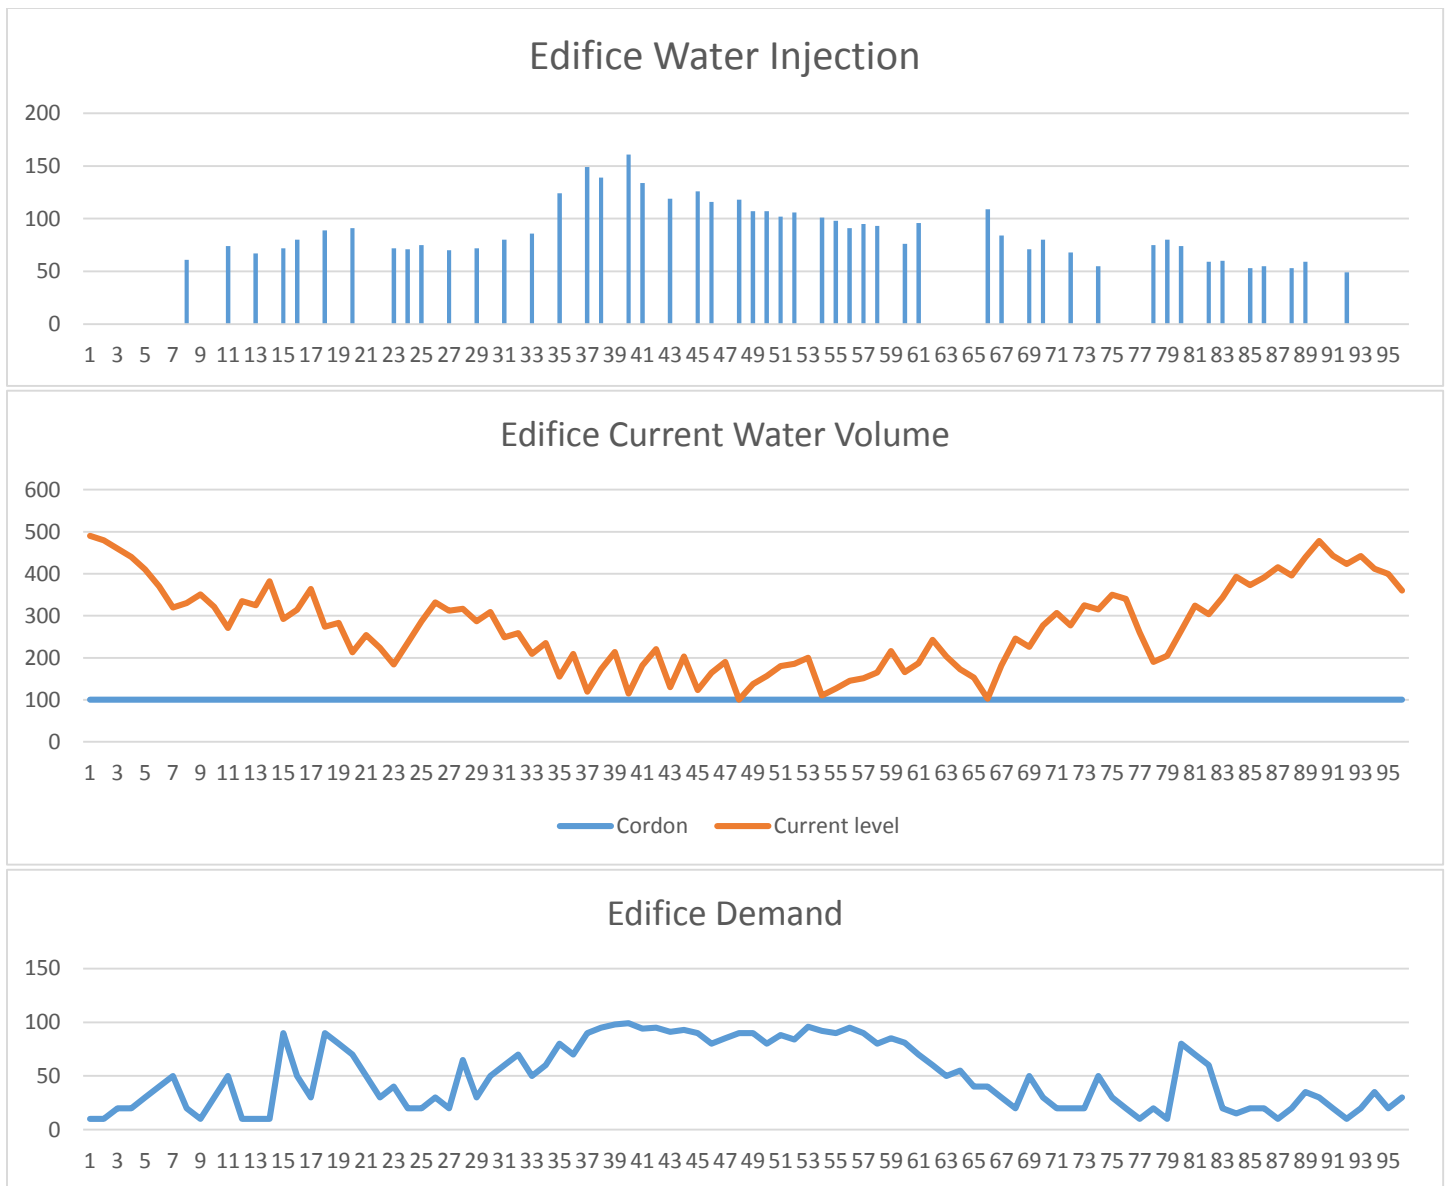 Edifice Water Injection
200
150
100
50
0
1 3 5 7 9 11 13 15 17 19 21 23 25 27 29 31 33 35 37 39 41 43 45 47 49 51 53 55 57 59 61 63 65 67 69 71 73 75 77 79 81 83 85 87 89 91 93 95
Edifice Current Water Volume
600
500
400
300
200
100
0
1 3 5 7 9 11 13 15 17 19 21 23 25 27 29 31 33 35 37 39 41 43 45 47 49 51 53 55 57 59 61 63 65 67 69 71 73 75 77 79 81 83 85 87 89 91 93 95
Cordon Current level
Edifice Demand
150
100
50
0
1 3 5 7 9 11 13 15 17 19 21 23 25 27 29 31 33 35 37 39 41 43 45 47 49 51 53 55 57 59 61 63 65 67 69 71 73 75 77 79 81 83 85 87 89 91 93 95